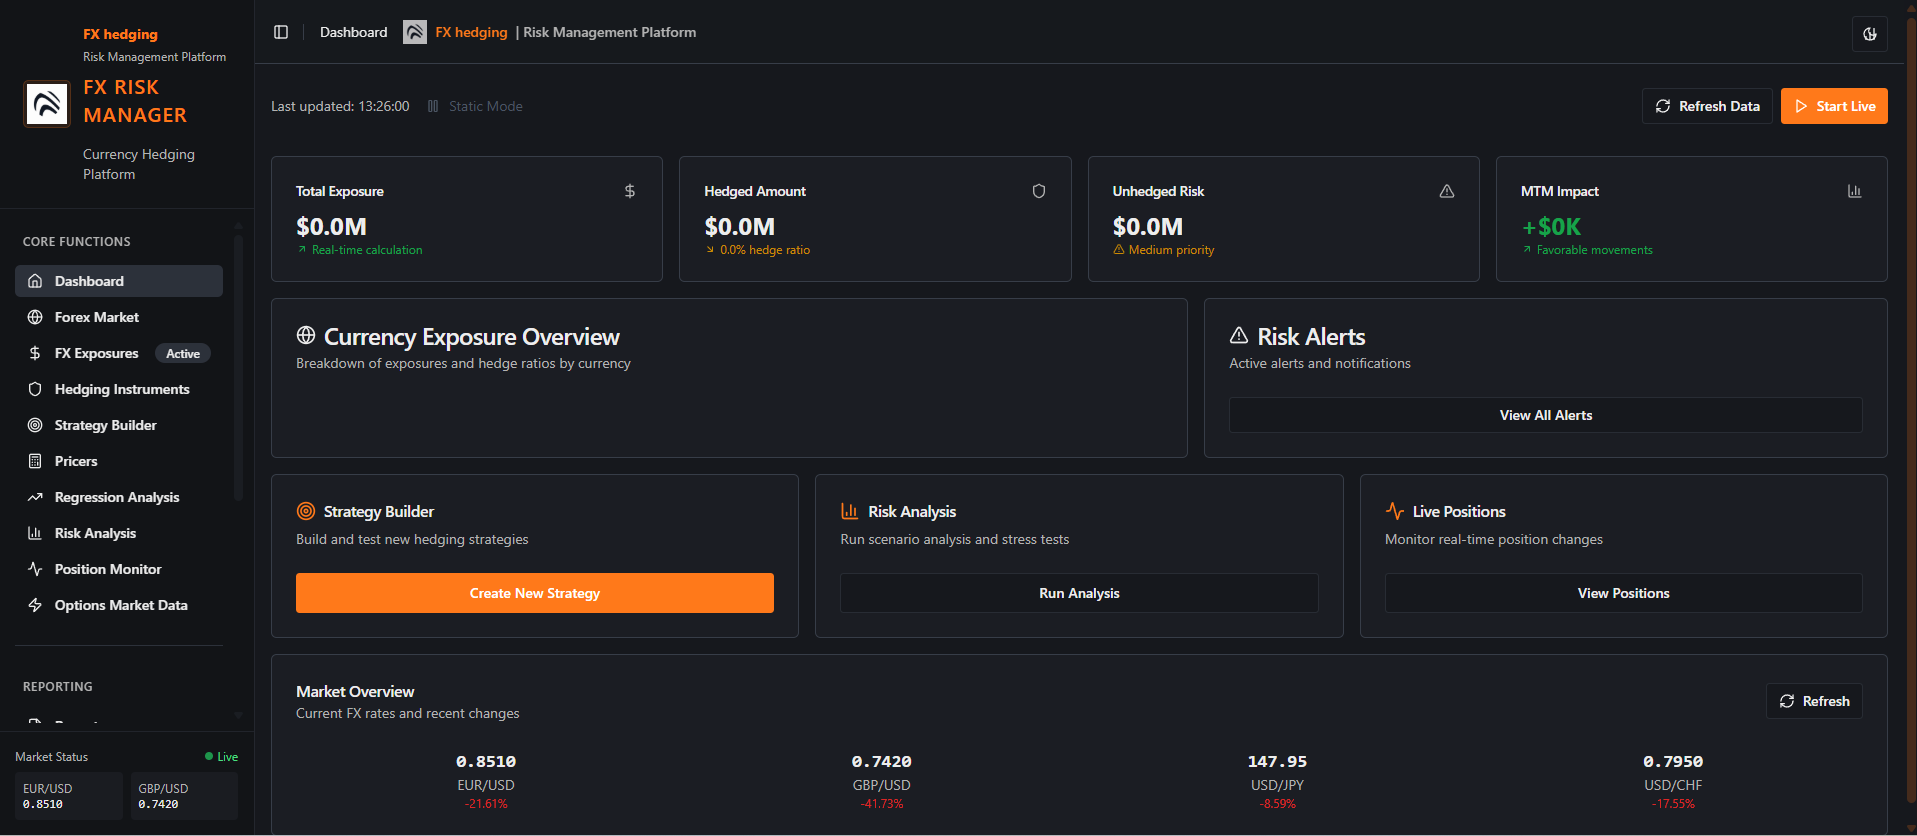 FX hedging
Risk Management Platform
FX RISK
MANAGER
Currency Hedging
Platform
CORE FUNCTIONS
Dashboard
Forex Market
FX Exposures Active
Hedging Instruments
Strategy Builder
Pricers
Regression Analysis
Risk Analysis
Position Monitor
Options Market Data
REPORTING
Market Status Live
EUR/USD GBP/USD
0.8510 0.7420
Dashboard FX hedging | Risk Management Platform
Last updated: 13:26:00 Static Mode
Refresh Data Start Live
Total Exposure
$0.0M
Real-time calculation
Hedged Amount
$0.0M
0.0% hedge ratio
Unhedged Risk
$0.0M
Medium priority
MTM Impact
+$0K
Favorable movements
Currency Exposure Overview
Breakdown of exposures and hedge ratios by currency
Risk Alerts
Active alerts and notifications
View All Alerts
Strategy Builder
Build and test new hedging strategies
Create New Strategy
Risk Analysis
Run scenario analysis and stress tests
Run Analysis
Live Positions
Monitor real-time position changes
View Positions
Market Overview
Current FX rates and recent changes
Refresh
0.8510
EUR/USD
-21.61%
0.7420
GBP/USD
-41.73%
147.95
USD/JPY
-8.59%
0.7950
USD/CHF
-17.55%